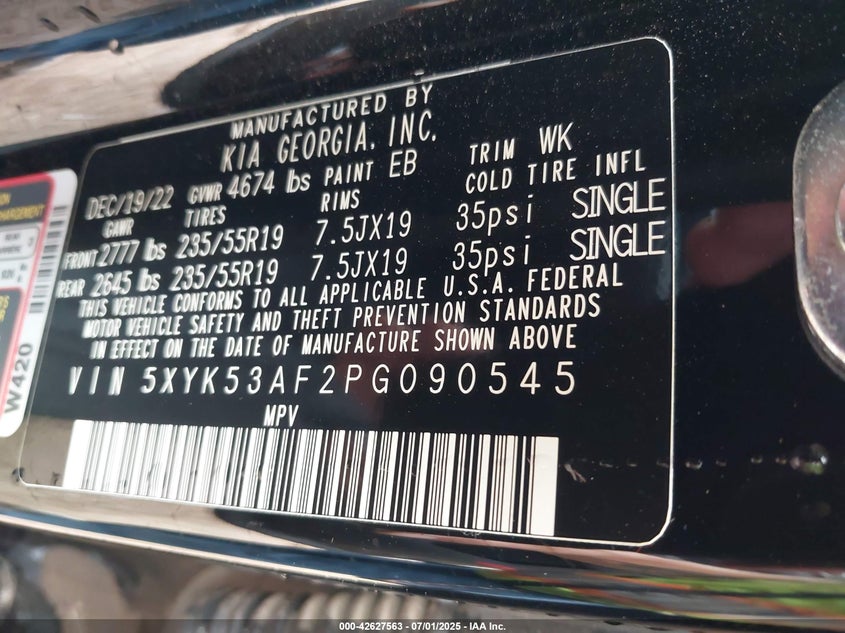 MANUFACTURED BY
KIA GEORGIA, INC.
DEC/19/22 GVWR 4674 lbs PAINT EB TRIM WK
GAWR TIRES RIMS COLD TIRE INFL
FRONT 2777 lbs 235/55R19 7.5JX19 35psi SINGLE
REAR 2645 lbs 235/55R19 7.5JX19 35psi SINGLE
THIS VEHICLE CONFORMS TO ALL APPLICABLE U.S.A. FEDERAL
MOTOR VEHICLE SAFETY AND THEFT PREVENTION STANDARDS
IN EFFECT ON THE DATE OF MANUFACTURE SHOWN ABOVE
VIN 5XYK53AF2PG090545
MPV
W420
000-42627563 / 07/01/2025 - IAA Inc.